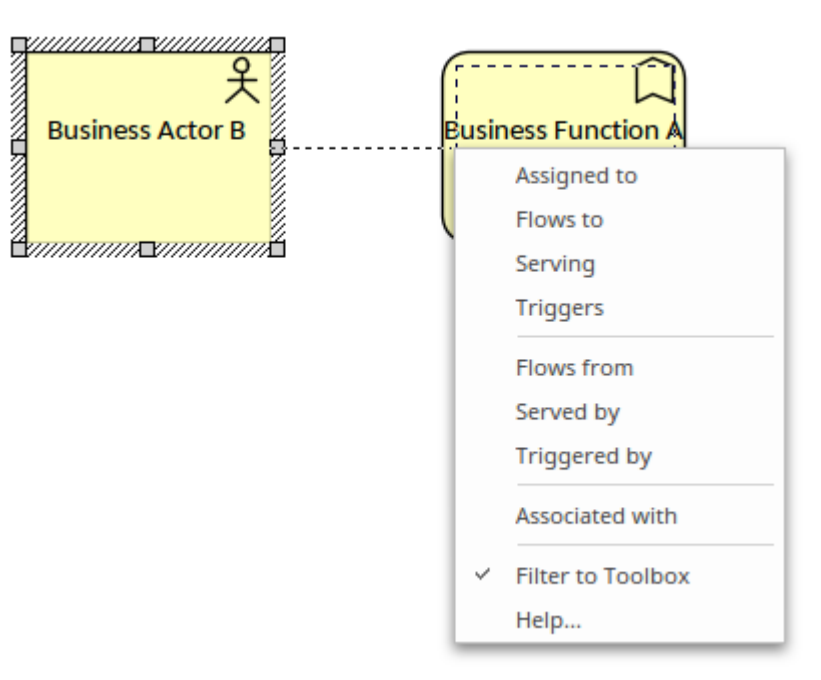 Business Actor B
Business Function A
Assigned to
Flows to
Serving
Triggers
Flows from
Served by
Triggered by
Associated with
Filter to Toolbox
Help...